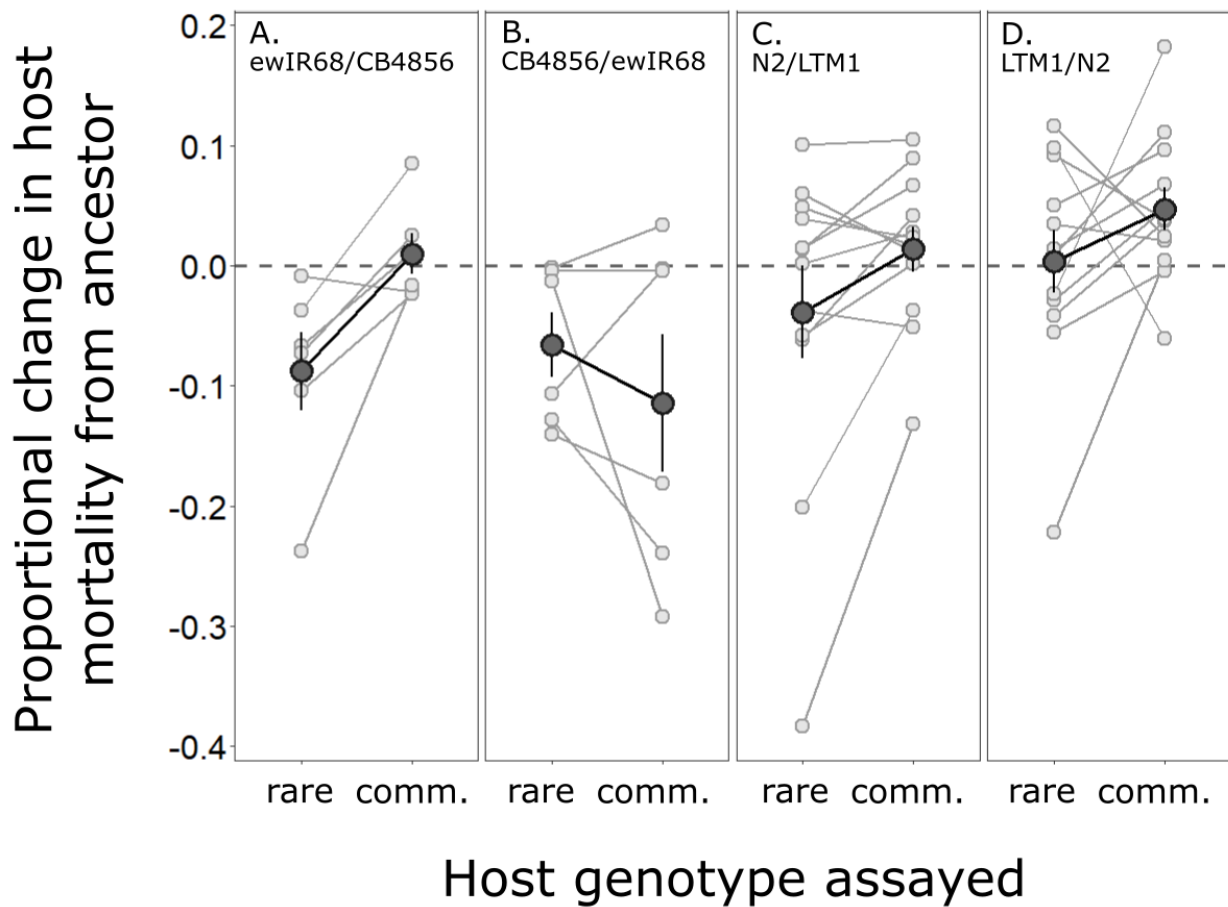 Proportional change in host
mortality from ancestor
0.2
0.1
0.0
-0.1
-0.2
-0.3
-0.4
A.
ewIR68/CB4856
B.
CB4856/ewIR68
C.
N2/LTM1
D.
LTM1/N2
rare comm. rare comm. rare comm. rare comm.
Host genotype assayed